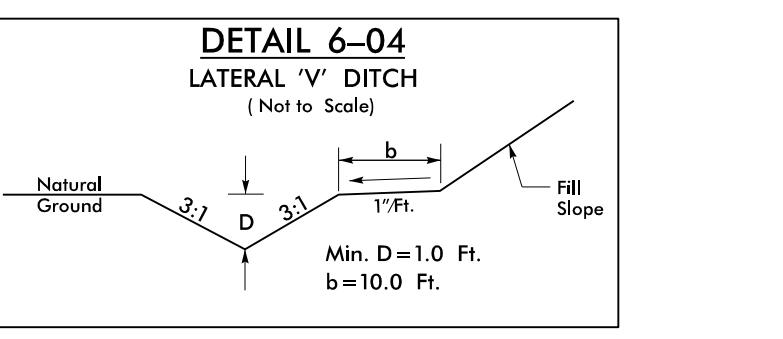 DETAIL 6–04
LATERAL 'V' DITCH
( Not to Scale)
b
Natural
Ground
3:1
D
3:1
1"/Ft.
Fill
Slope
Min. D=1.0 Ft.
b=10.0 Ft.